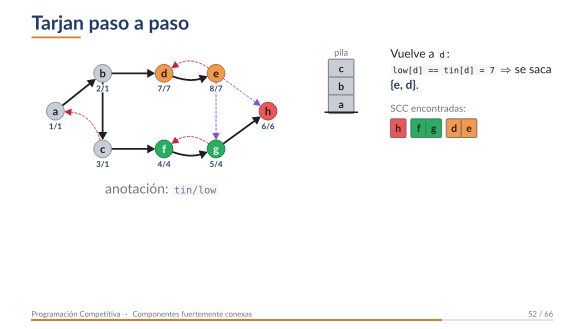 Tarjan paso a paso
a
1/1
b
2/1
c
3/1
d
7/7
e
8/7
f
4/4
g
5/4
h
6/6
anotación: tin/low
pila
c
b
a
Vuelve a d:
low[d] == tin[d] = 7 ⇒ se saca
{e, d}.
SCC encontradas:
h f g d e
Programación Competitiva · Componentes fuertemente conexas
52 / 66